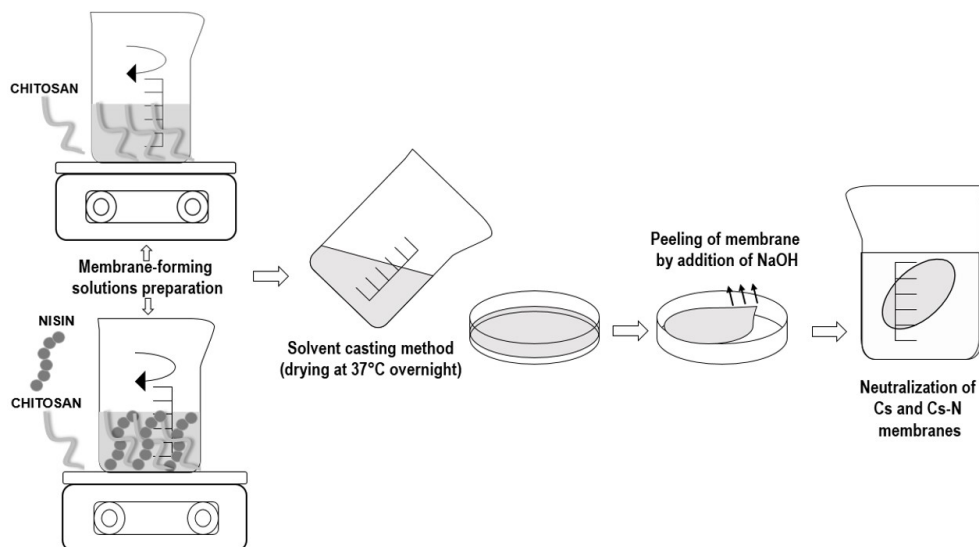 CHITOSAN
Membrane-forming
solutions preparation
NISIN
CHITOSAN
Solvent casting method
(drying at 37°C overnight)
Peeling of membrane
by addition of NaOH
Neutralization of
Cs and Cs-N
membranes